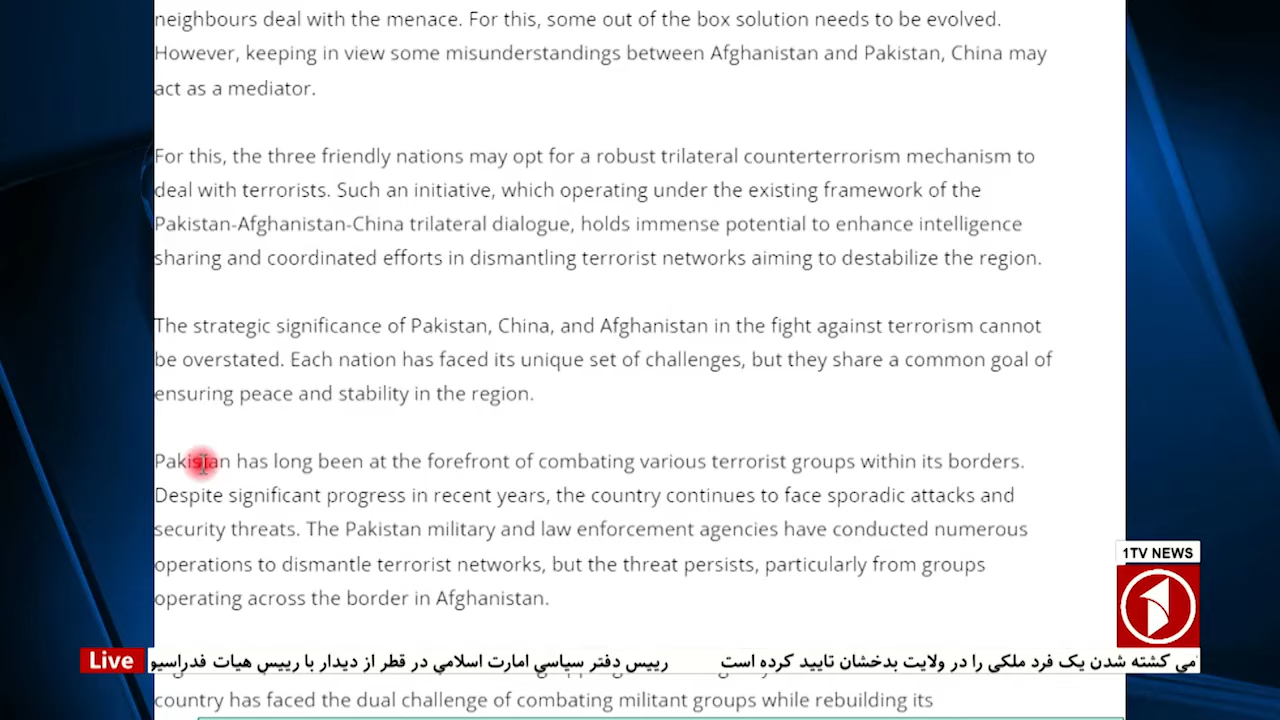 neighbours deal with the menace. For this, some out of the box solution needs to be evolved.
However, keeping in view some misunderstandings between Afghanistan and Pakistan, China may
act as a mediator.
For this, the three friendly nations may opt for a robust trilateral counterterrorism mechanism to
deal with terrorists. Such an initiative, which operating under the existing framework of the
Pakistan-Afghanistan-China trilateral dialogue, holds immense potential to enhance intelligence
sharing and coordinated efforts in dismantling terrorist networks aiming to destabilize the region.
The strategic significance of Pakistan, China, and Afghanistan in the fight against terrorism cannot
be overstated. Each nation has faced its unique set of challenges, but they share a common goal of
ensuring peace and stability in the region.
Pakistan has long been at the forefront of combating various terrorist groups within its borders.
Despite significant progress in recent years, the country continues to face sporadic attacks and
security threats. The Pakistan military and law enforcement agencies have conducted numerous
operations to dismantle terrorist networks, but the threat persists, particularly from groups
operating across the border in Afghanistan.
1TV NEWS
Live
می کشته شدن یک فرد ملکی را در ولایت بدخشان تایید کرده است رییس دفتر سیاسی امارت اسلامی در قطر از دیدار با رییس هیات فدراسیو
country has faced the dual challenge of combating militant groups while rebuilding its